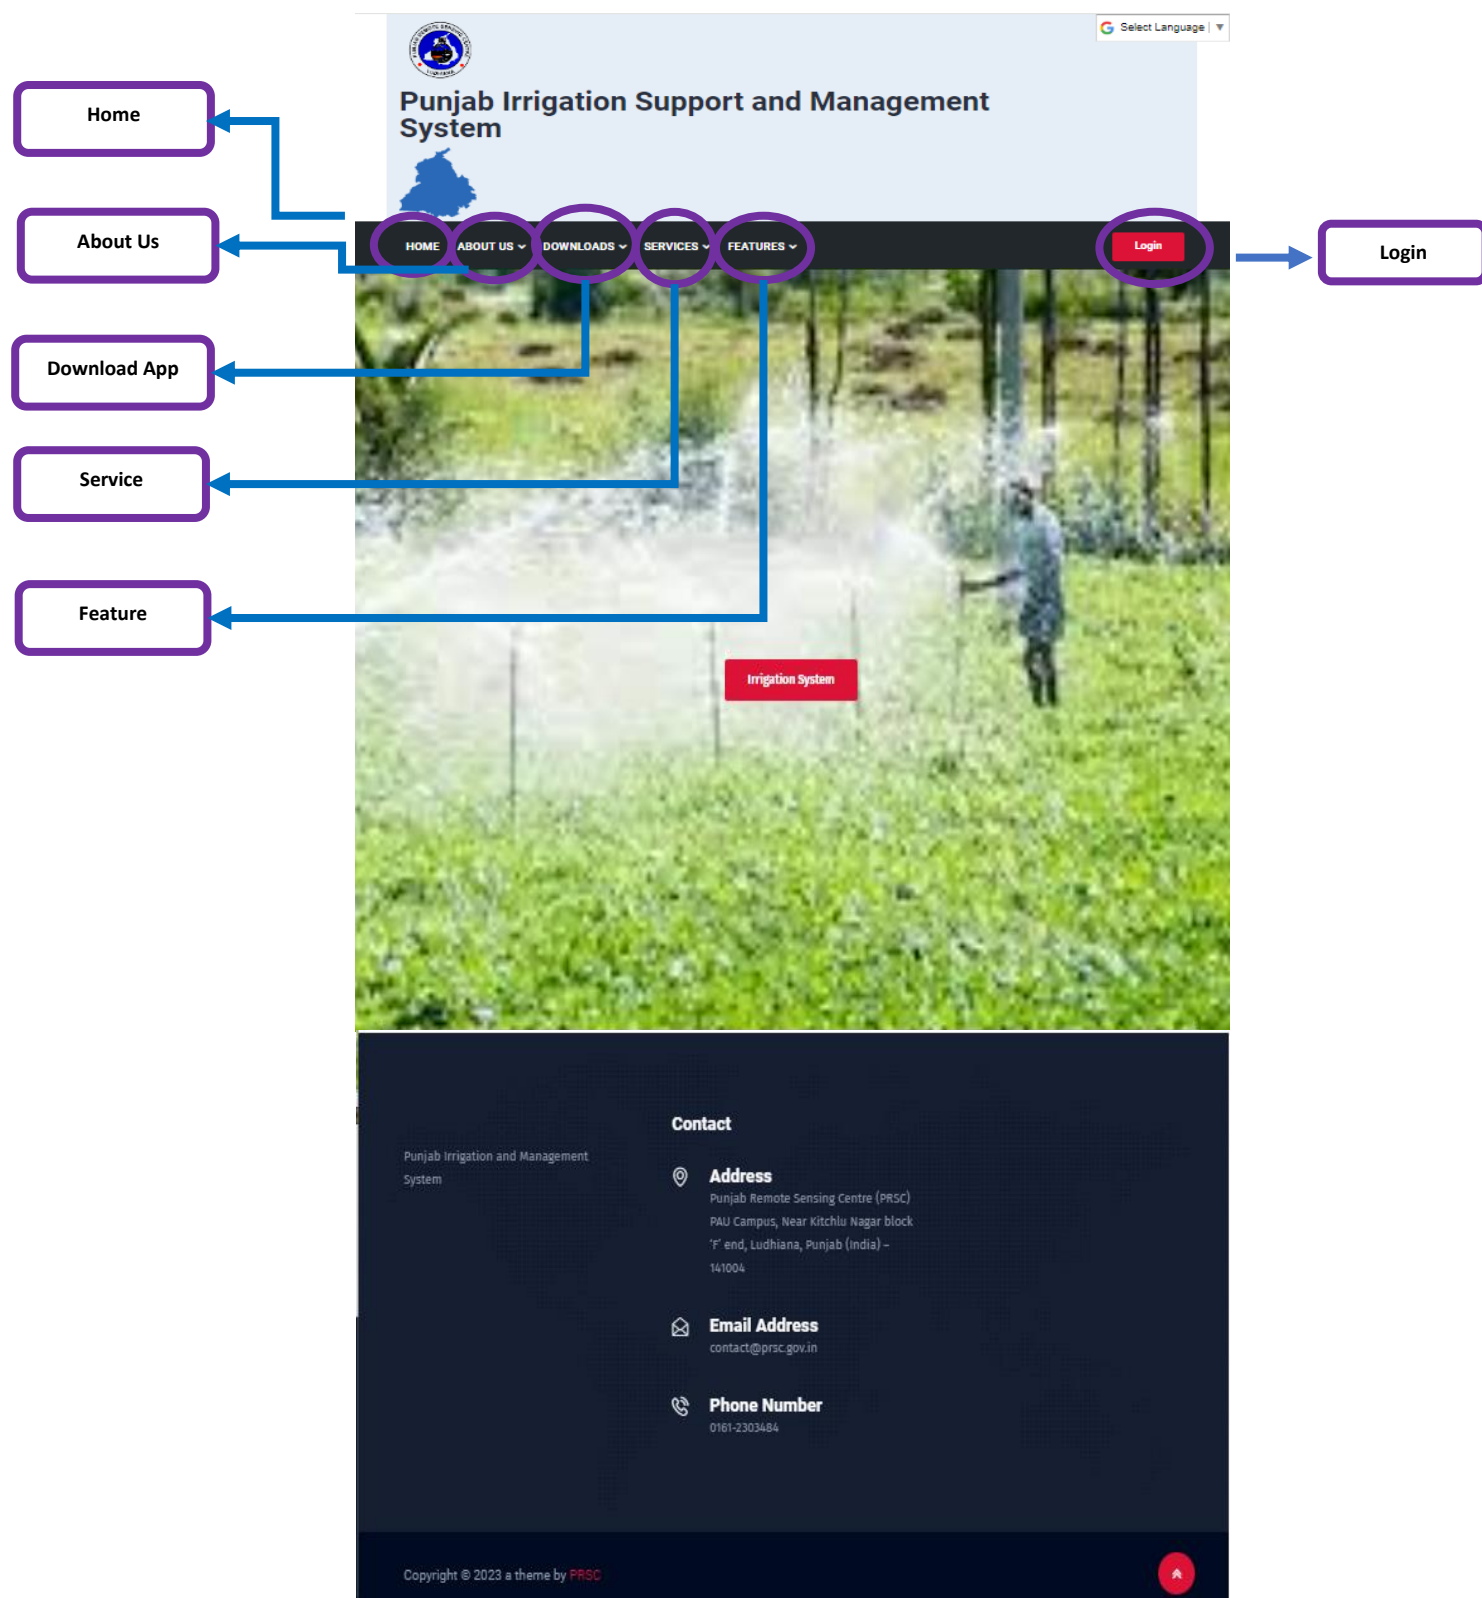 Select Language | ▼
Punjab Irrigation Support and Management
System
Home
About Us
Download App
Service
Feature
HOME ABOUT US DOWNLOADS SERVICES FEATURES Login
Login
Irrigation System
Punjab Irrigation and Management
System
Contact
Address
Punjab Remote Sensing Centre (PRSC)
PAU Campus, Near Kitchlu Nagar block
'F' end, Ludhiana, Punjab (India) –
141004
Email Address
contact@prsc.gov.in
Phone Number
0161-2303484
Copyright © 2023 a theme by PRSC